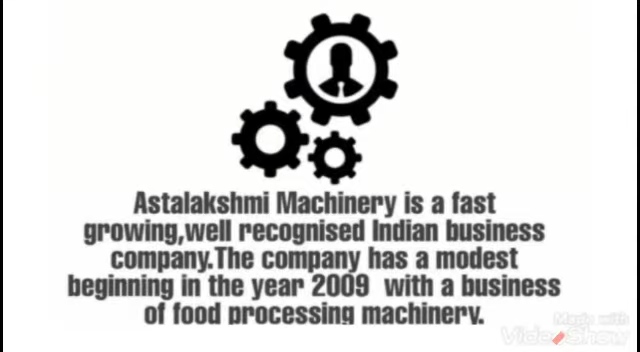 Astalakshmi Machinery is a fast
growing,well recognised Indian business
company.The company has a modest
beginning in the year 2009 with a business
of food processing machinery.
Made with
VideoShow